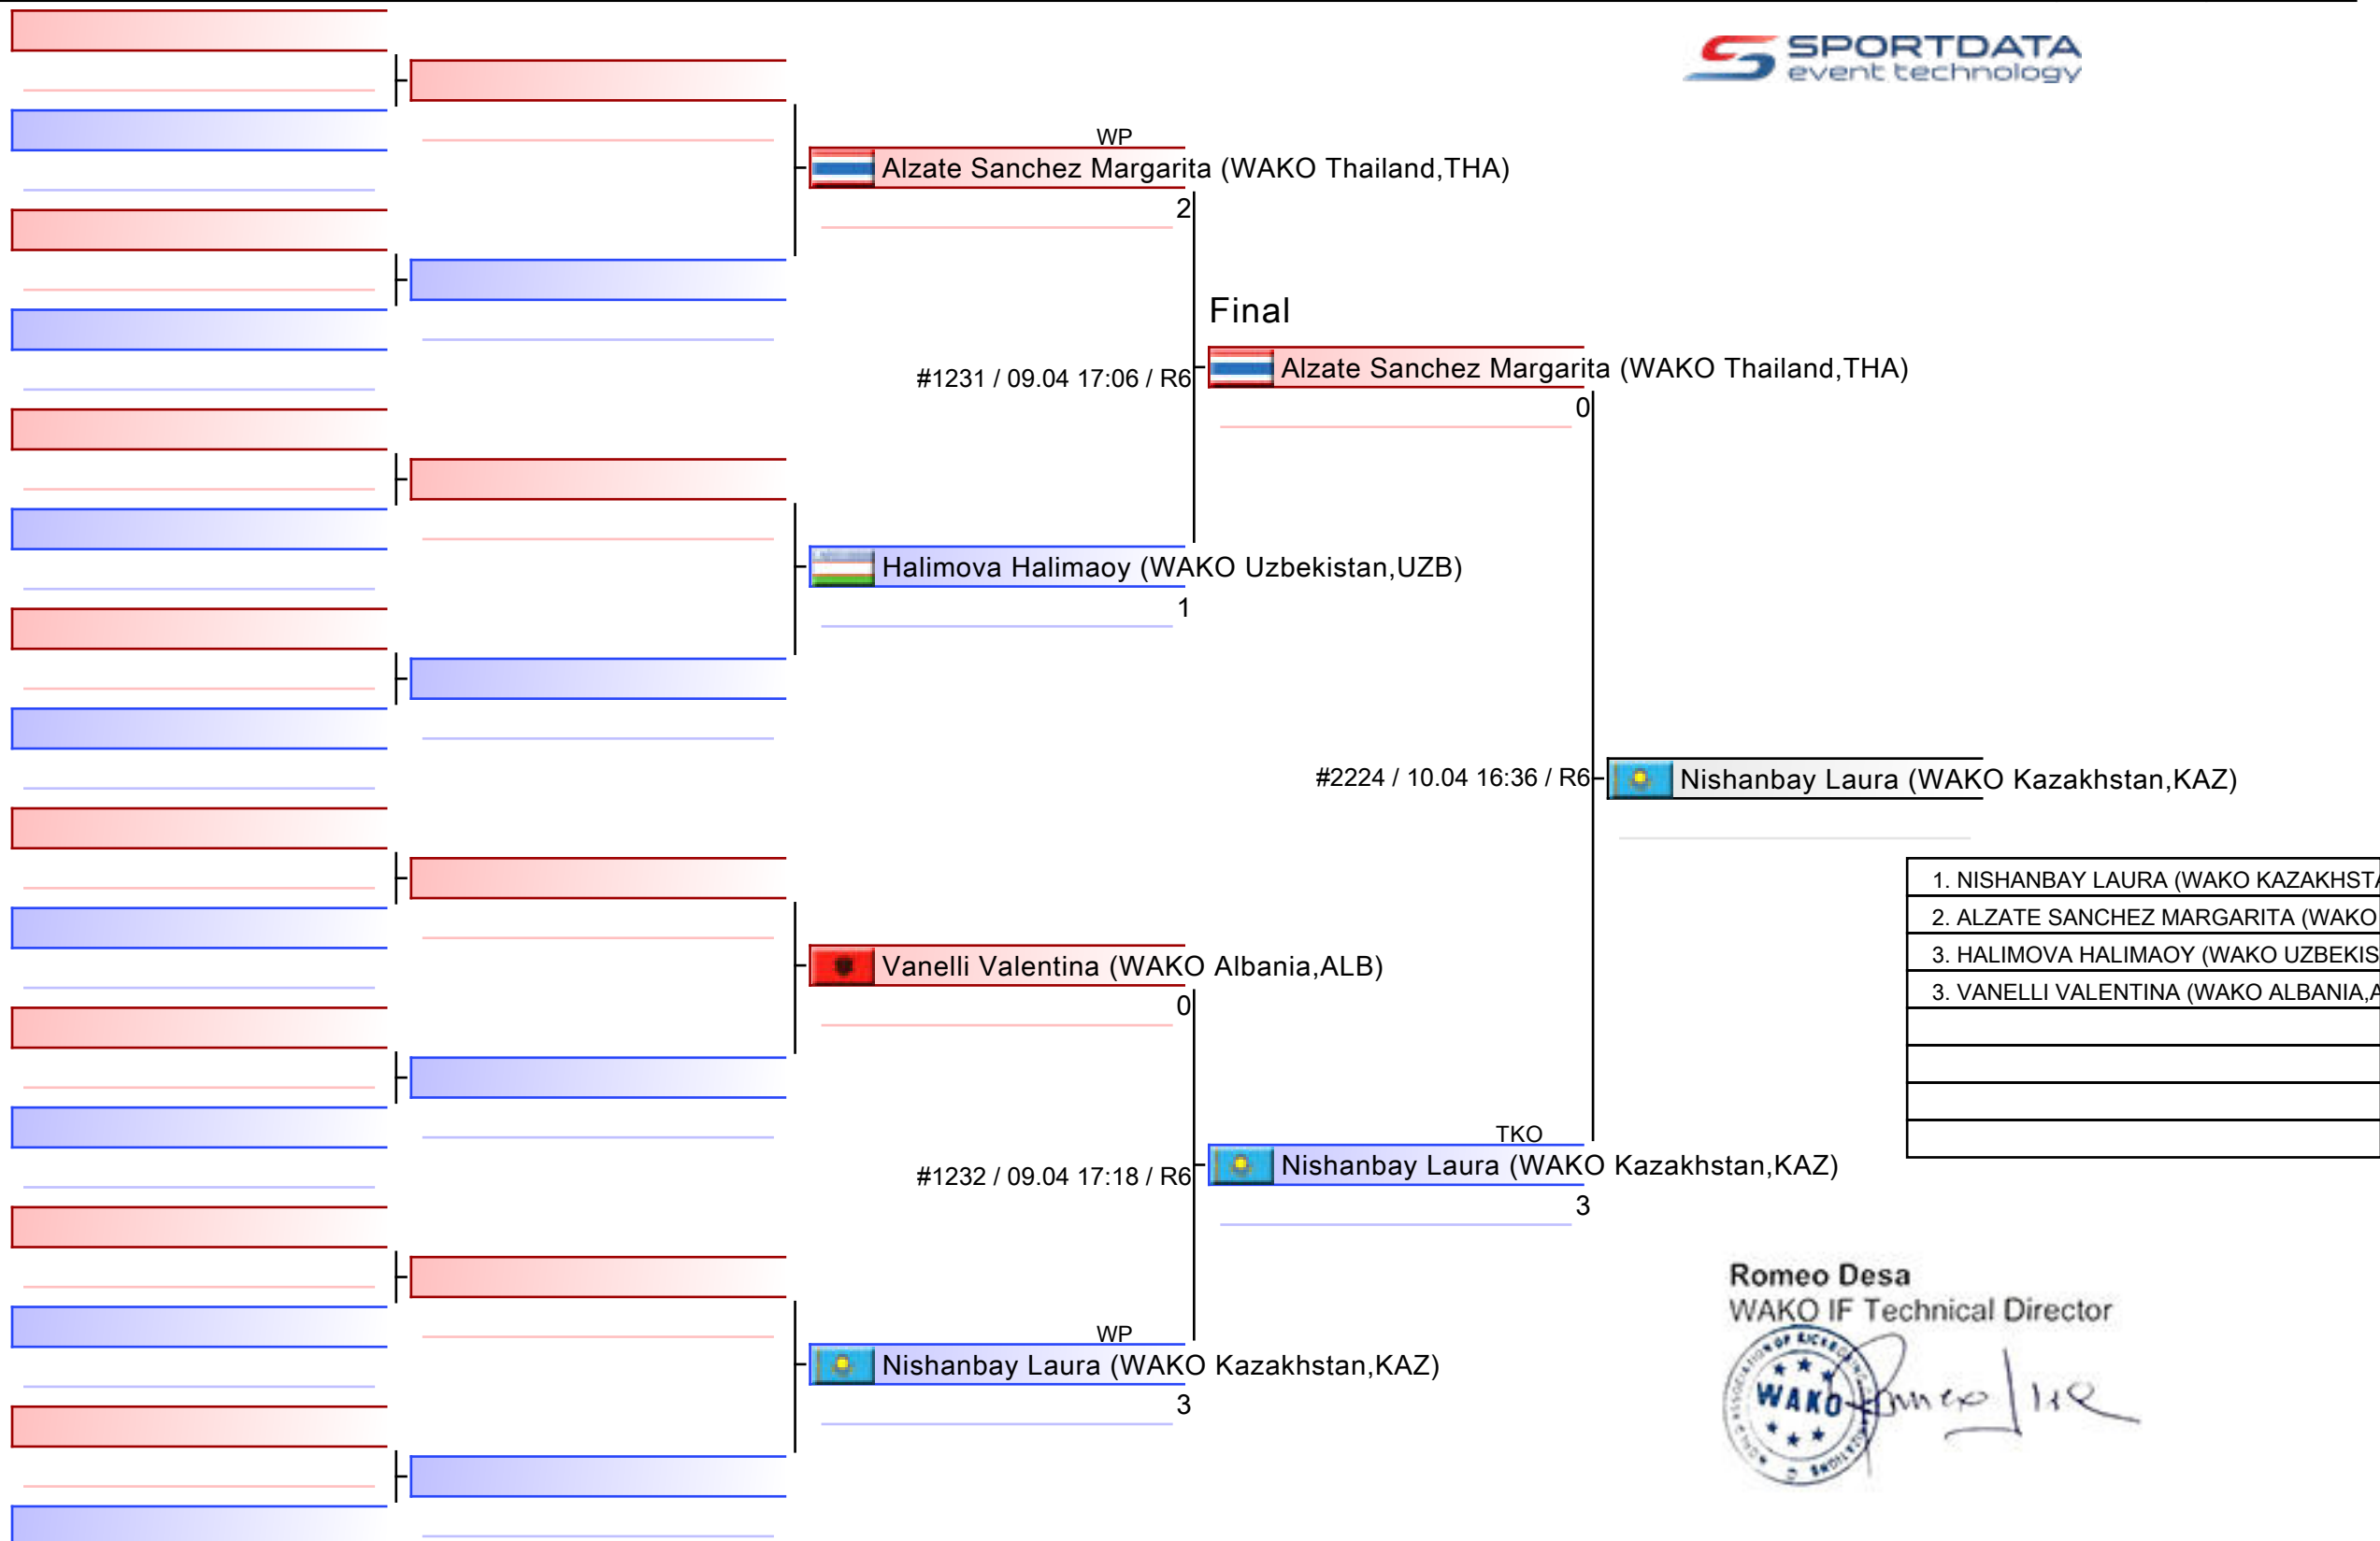 SPORTDATA
event technology
WP
Alzate Sanchez Margarita (WAKO Thailand,THA)
2
Final
#1231 / 09.04 17:06 / R6
Alzate Sanchez Margarita (WAKO Thailand,THA)
0
Halimova Halimaoy (WAKO Uzbekistan,UZB)
1
#2224 / 10.04 16:36 / R6
Nishanbay Laura (WAKO Kazakhstan,KAZ)
1. NISHANBAY LAURA (WAKO KAZAKHSTA
2. ALZATE SANCHEZ MARGARITA (WAKO
3. HALIMOVA HALIMAOY (WAKO UZBEKIS
3. VANELLI VALENTINA (WAKO ALBANIA,A
Vanelli Valentina (WAKO Albania,ALB)
0
TKO
#1232 / 09.04 17:18 / R6
Nishanbay Laura (WAKO Kazakhstan,KAZ)
3
WP
Nishanbay Laura (WAKO Kazakhstan,KAZ)
3
Romeo Desa
WAKO IF Technical Director
WAKO